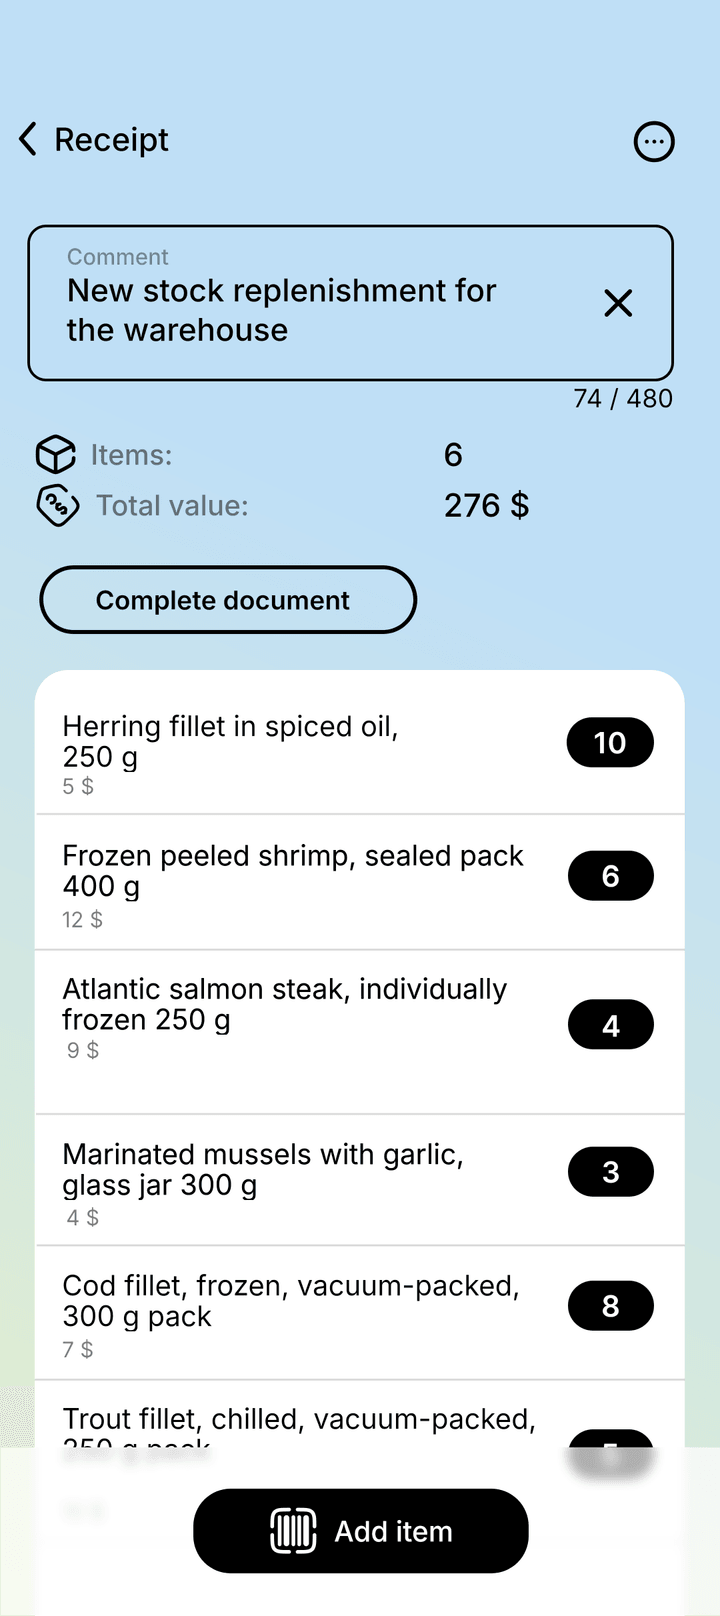 Receipt
Comment
New stock replenishment for
the warehouse
74 / 480
Items:
6
Total value:
276 $
Complete document
Herring fillet in spiced oil,
250 g
5 $
10
Frozen peeled shrimp, sealed pack
400 g
12 $
6
Atlantic salmon steak, individually
frozen 250 g
9 $
4
Marinated mussels with garlic,
glass jar 300 g
4 $
3
Cod fillet, frozen, vacuum-packed,
300 g pack
7 $
8
Trout fillet, chilled, vacuum-packed,
250 g pack
Add item